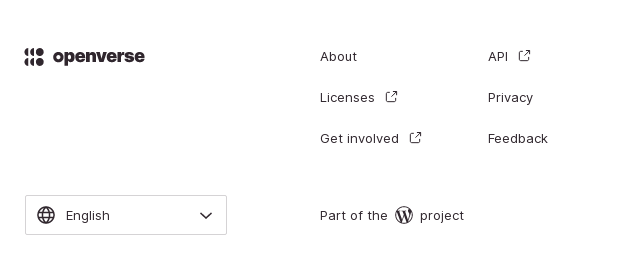 openverse
About
Licenses
Get involved
API
Privacy
Feedback
English
Part of the W project